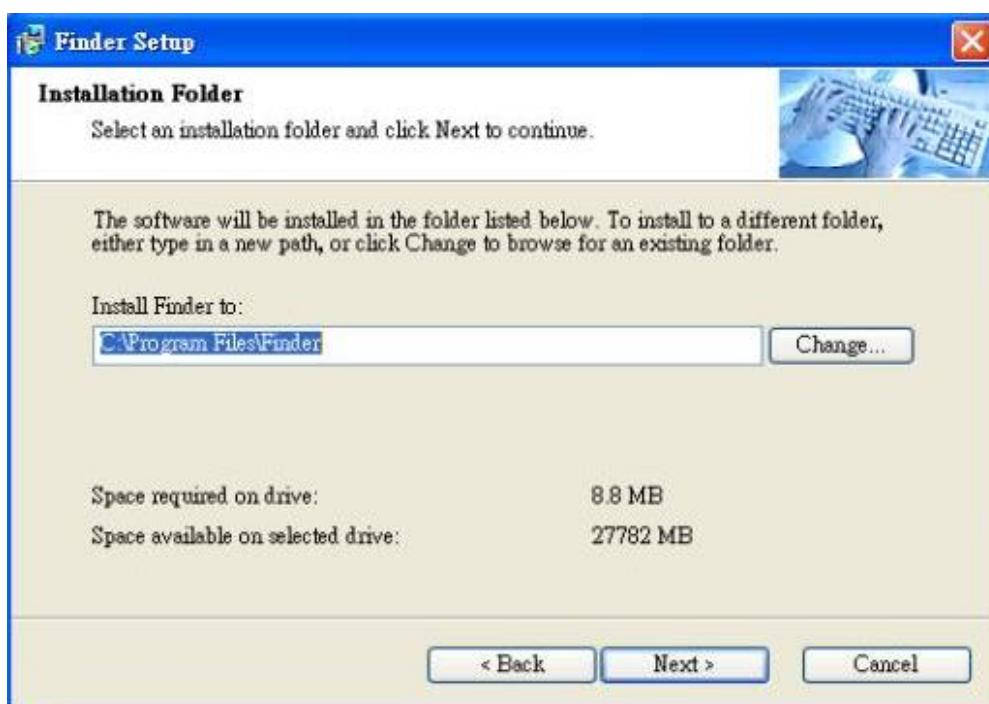 Finder Setup
Installation Folder
Select an installation folder and click Next to continue.
The software will be installed in the folder listed below. To install to a different folder,
either type in a new path, or click Change to browse for an existing folder.
Install Finder to:
C:\Program Files\Finder
Change...
Space required on drive: 8.8 MB
Space available on selected drive: 27782 MB
< Back Next > Cancel